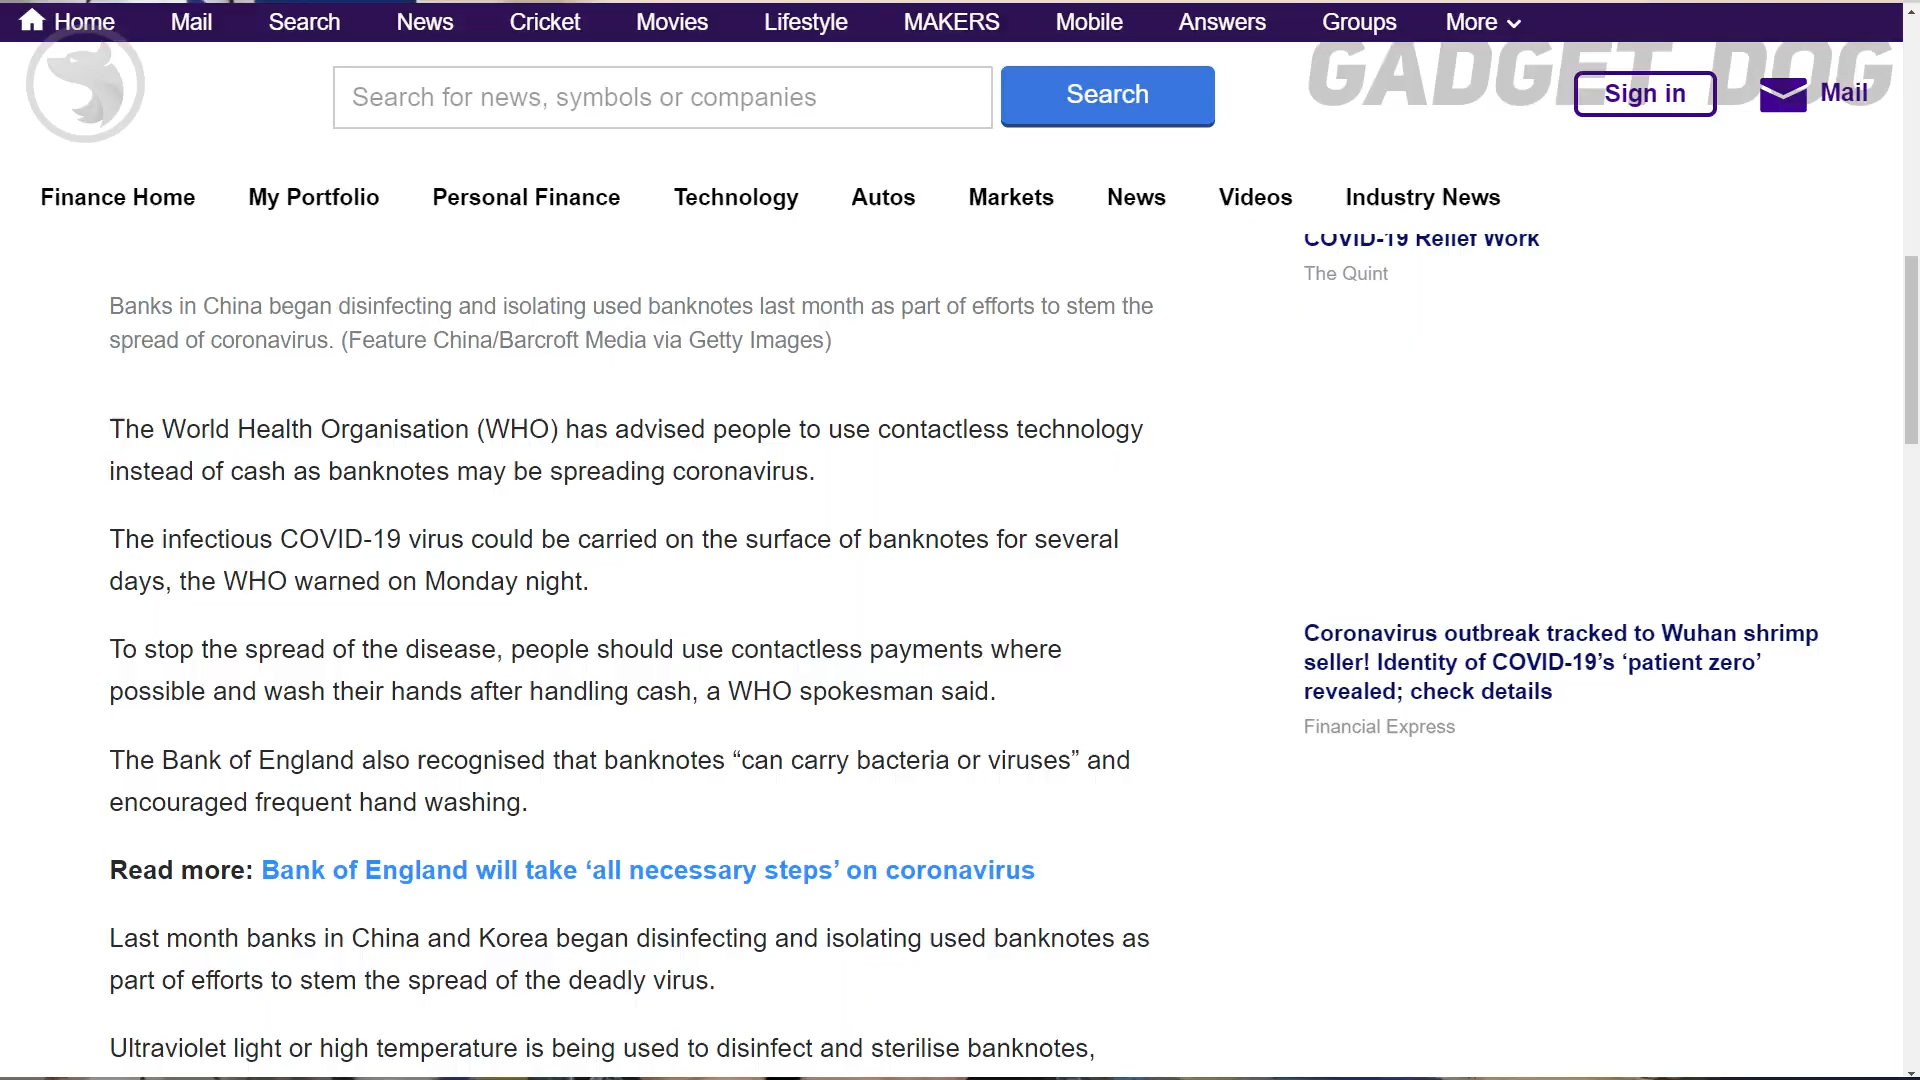 Home Mail Search News Cricket Movies Lifestyle MAKERS Mobile Answers Groups More
GADGET DOG
Search for news, symbols or companies Search Sign in Mail
Finance Home My Portfolio Personal Finance Technology Autos Markets News Videos Industry News
COVID-19 Relief Work
The Quint
Banks in China began disinfecting and isolating used banknotes last month as part of efforts to stem the
spread of coronavirus. (Feature China/Barcroft Media via Getty Images)
The World Health Organisation (WHO) has advised people to use contactless technology
instead of cash as banknotes may be spreading coronavirus.
The infectious COVID-19 virus could be carried on the surface of banknotes for several
days, the WHO warned on Monday night.
To stop the spread of the disease, people should use contactless payments where
possible and wash their hands after handling cash, a WHO spokesman said.
The Bank of England also recognised that banknotes “can carry bacteria or viruses” and
encouraged frequent hand washing.
Read more: Bank of England will take ‘all necessary steps’ on coronavirus
Last month banks in China and Korea began disinfecting and isolating used banknotes as
part of efforts to stem the spread of the deadly virus.
Ultraviolet light or high temperature is being used to disinfect and sterilise banknotes,
Coronavirus outbreak tracked to Wuhan shrimp
seller! Identity of COVID-19’s ‘patient zero’
revealed; check details
Financial Express